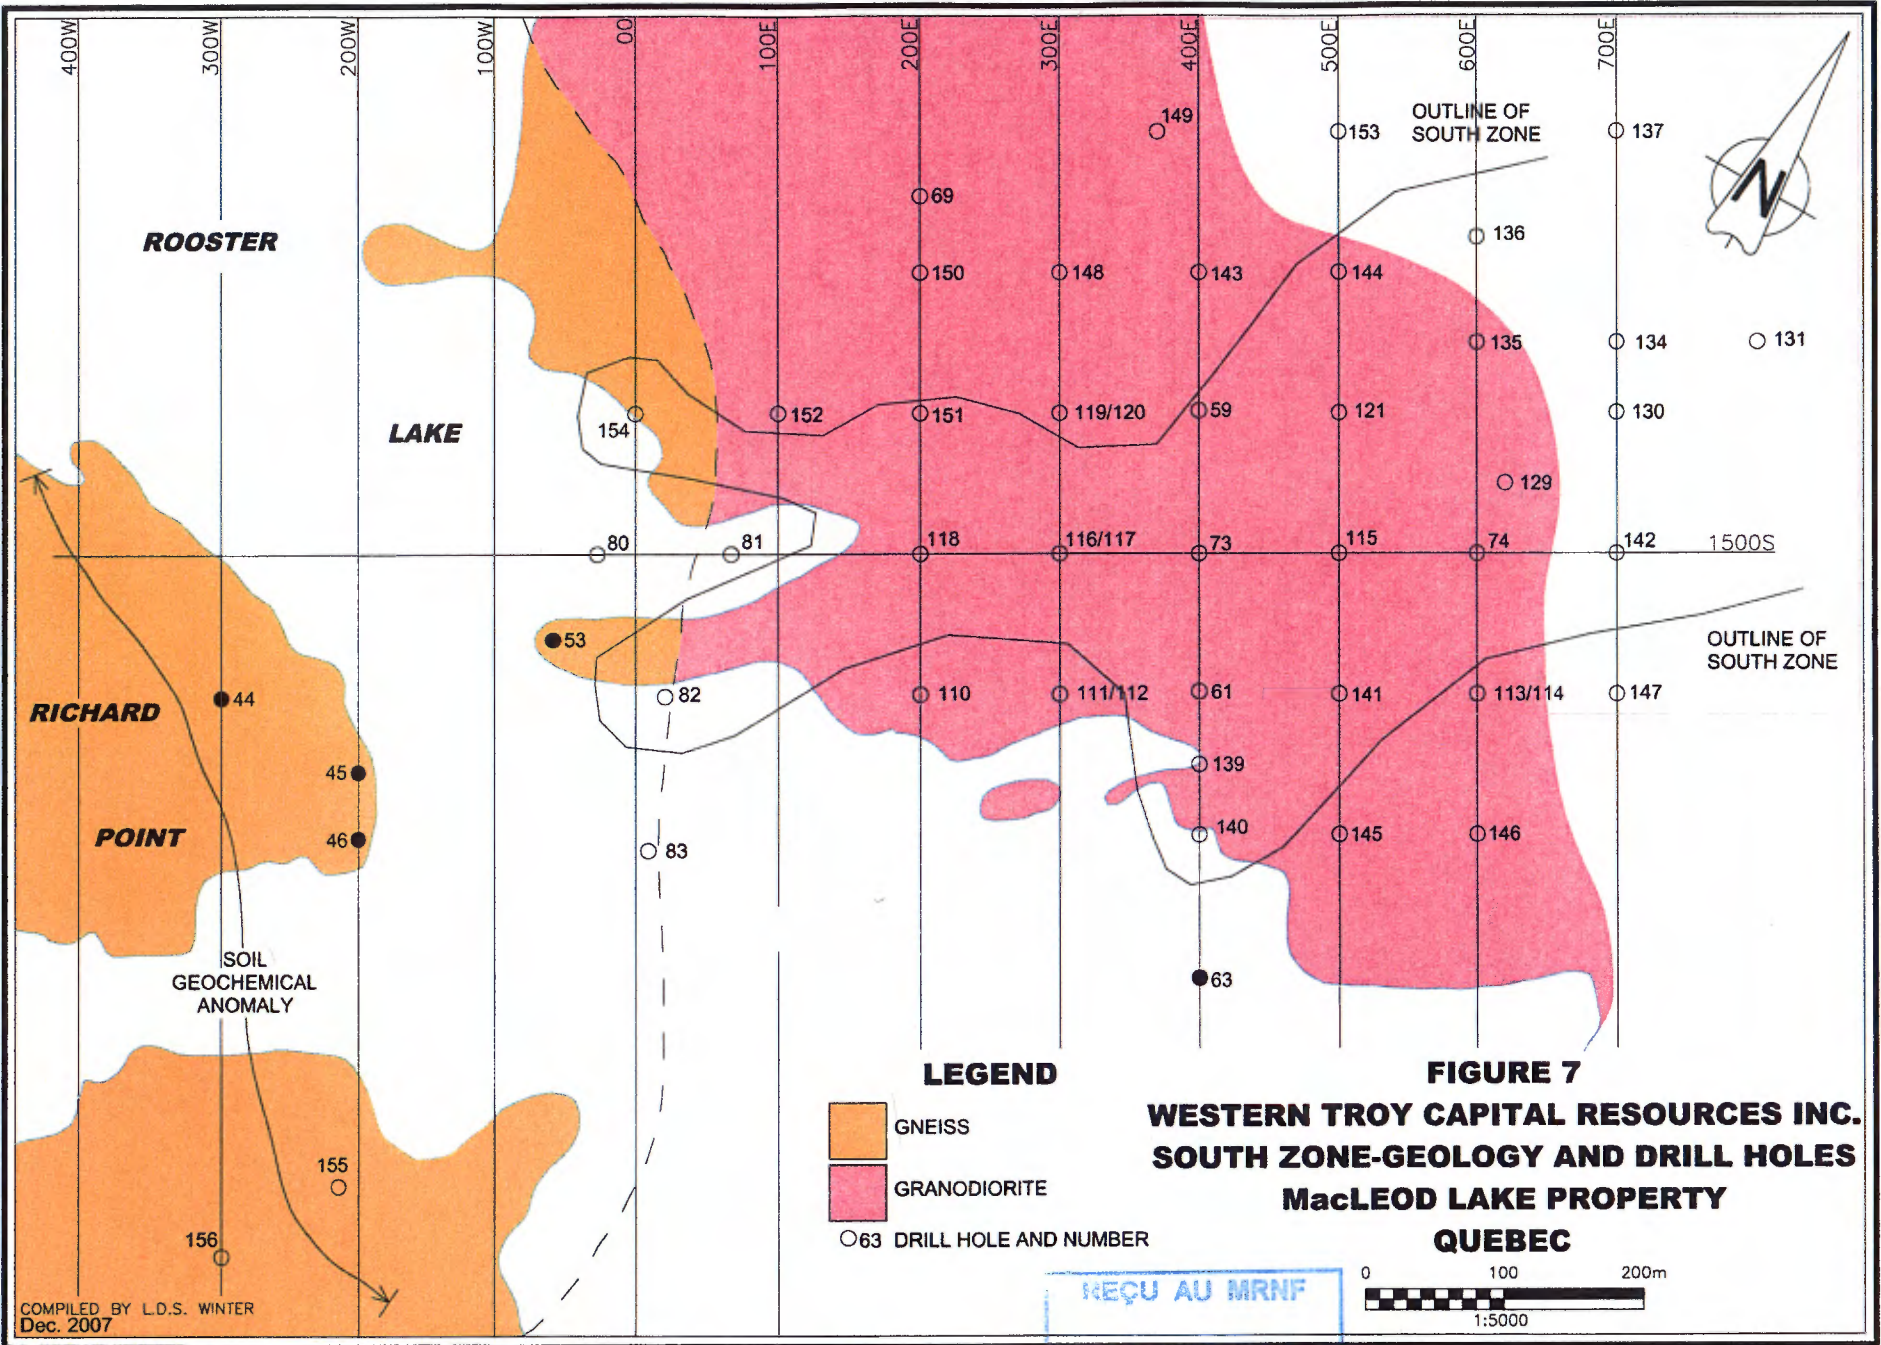 400W
300W
200W
100W
00
100E
200E
300E
400E
500E
600E
700E
149
153
OUTLINE OF
SOUTH ZONE
137
N
69
136
ROOSTER
150
148
143
144
135
134
131
LAKE
154
152
151
119/120
59
121
130
129
80
81
118
116/117
73
115
74
142
1500S
53
OUTLINE OF
SOUTH ZONE
44
82
110
111/112
61
141
113/114
147
RICHARD
45
139
POINT
46
83
140
145
146
SOIL
GEOCHEMICAL
ANOMALY
63
155
156
LEGEND
GNEISS
GRANODIORITE
63 DRILL HOLE AND NUMBER
FIGURE 7
WESTERN TROY CAPITAL RESOURCES INC.
SOUTH ZONE-GEOLOGY AND DRILL HOLES
MacLEOD LAKE PROPERTY
QUEBEC
0 100 200m
1:5000
REÇU AU MRNF
COMPILED BY L.D.S. WINTER
Dec. 2007